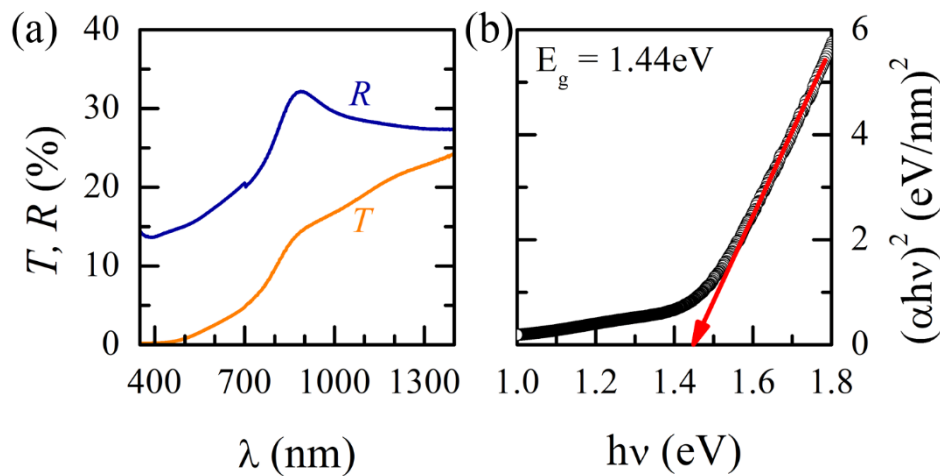 (a)
40
30
20
10
0
T, R (%)
R
T
400 700 1000 1300
λ (nm)
(b)
E_g = 1.44eV
6
4
2
0
(αhν)² (eV/nm)²
1.0 1.2 1.4 1.6 1.8
hν (eV)